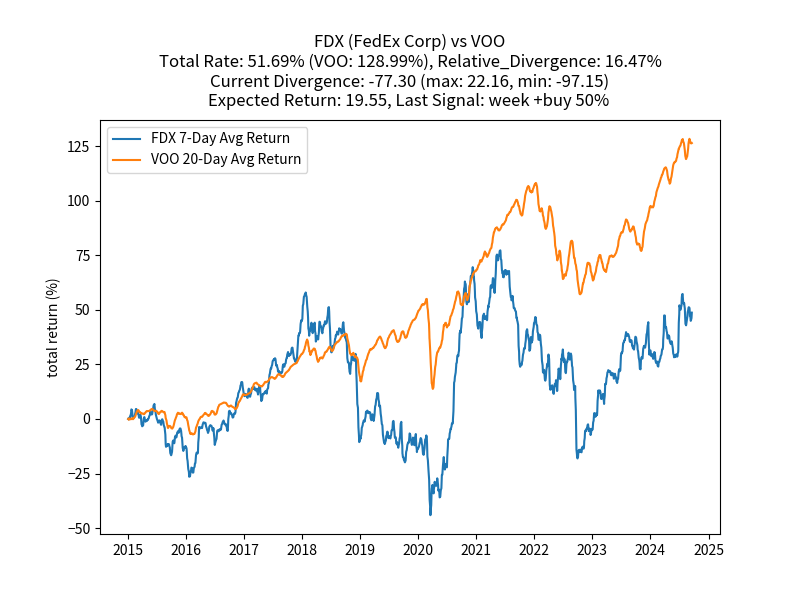 FDX (FedEx Corp) vs VOO
Total Rate: 51.69% (VOO: 128.99%), Relative_Divergence: 16.47%
Current Divergence: -77.30 (max: 22.16, min: -97.15)
Expected Return: 19.55, Last Signal: week +buy 50%
FDX 7-Day Avg Return
VOO 20-Day Avg Return
total return (%)
125
100
75
50
25
0
−25
−50
2015 2016 2017 2018 2019 2020 2021 2022 2023 2024 2025